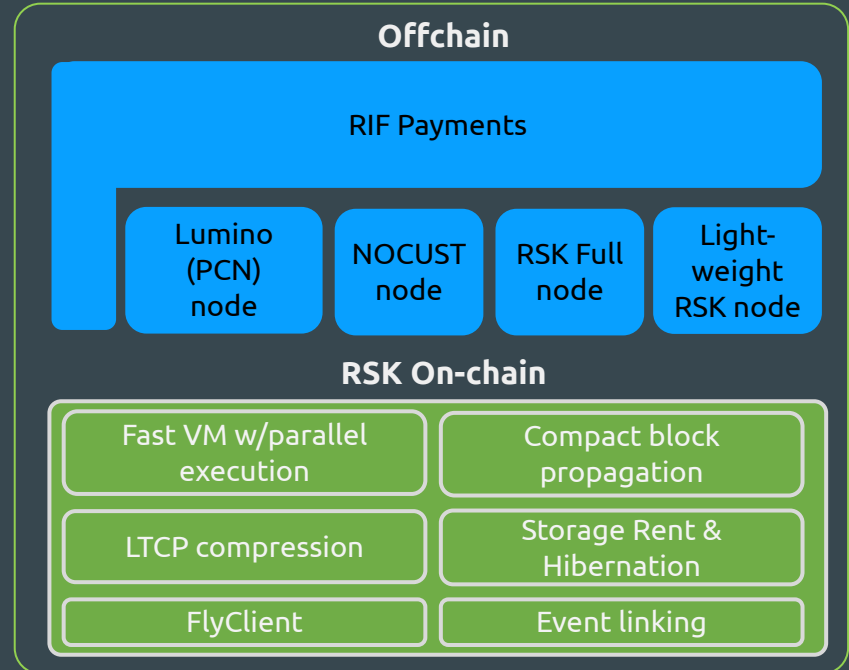 Offchain
RIF Payments
Lumino
(PCN)
node
NOCUST
node
RSK Full
node
Light-
weight
RSK node
RSK On-chain
Fast VM w/parallel
execution
Compact block
propagation
LTCP compression
Storage Rent &
Hibernation
FlyClient
Event linking